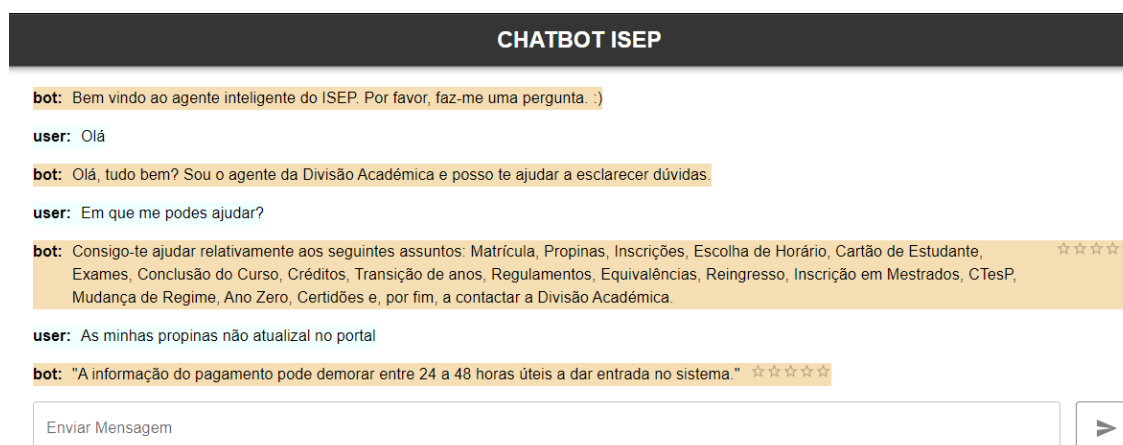 CHATBOT ISEP
bot: Bem vindo ao agente inteligente do ISEP. Por favor, faz-me uma pergunta. :)
user: Olá
bot: Olá, tudo bem? Sou o agente da Divisão Académica e posso te ajudar a esclarecer dúvidas.
user: Em que me podes ajudar?
bot: Consigo-te ajudar relativamente aos seguintes assuntos: Matrícula, Propinas, Inscrições, Escolha de Horário, Cartão de Estudante,
Exames, Conclusão do Curso, Créditos, Transição de anos, Regulamentos, Equivalências, Reingresso, Inscrição em Mestrados, CTesP,
Mudança de Regime, Ano Zero, Certidões e, por fim, a contactar a Divisão Académica.
user: As minhas propinas não atualizal no portal
bot: "A informação do pagamento pode demorar entre 24 a 48 horas úteis a dar entrada no sistema."
Enviar Mensagem